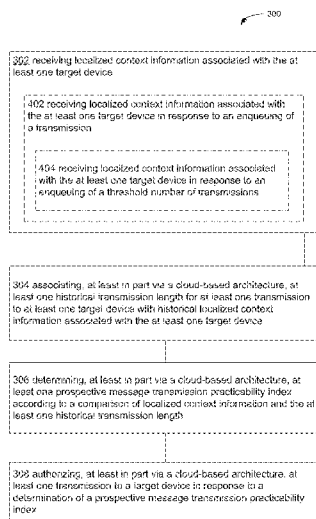 300
302 receiving localized context information associated with the at
least one target device
402 receiving localized context information associated with
the at least one target device in response to an enqueuing of
a transmission
404 receiving localized context information associated
with the at least one target device in response to an
enqueuing of a threshold number of transmissions
304 associating, at least in part via a cloud-based architecture, at
least one historical transmission length for at least one transmission
to at least one target device with historical localized context
information associated with the at least one target device
306 determining, at least in part via a cloud-based architecture, at
least one prospective message transmission practicability index
according to a comparison of localized context information and the at
least one historical transmission length
308 authorizing, at least in part via a cloud-based architecture, at
least one transmission to a target device in response to a
determination of a prospective message transmission practicability
index